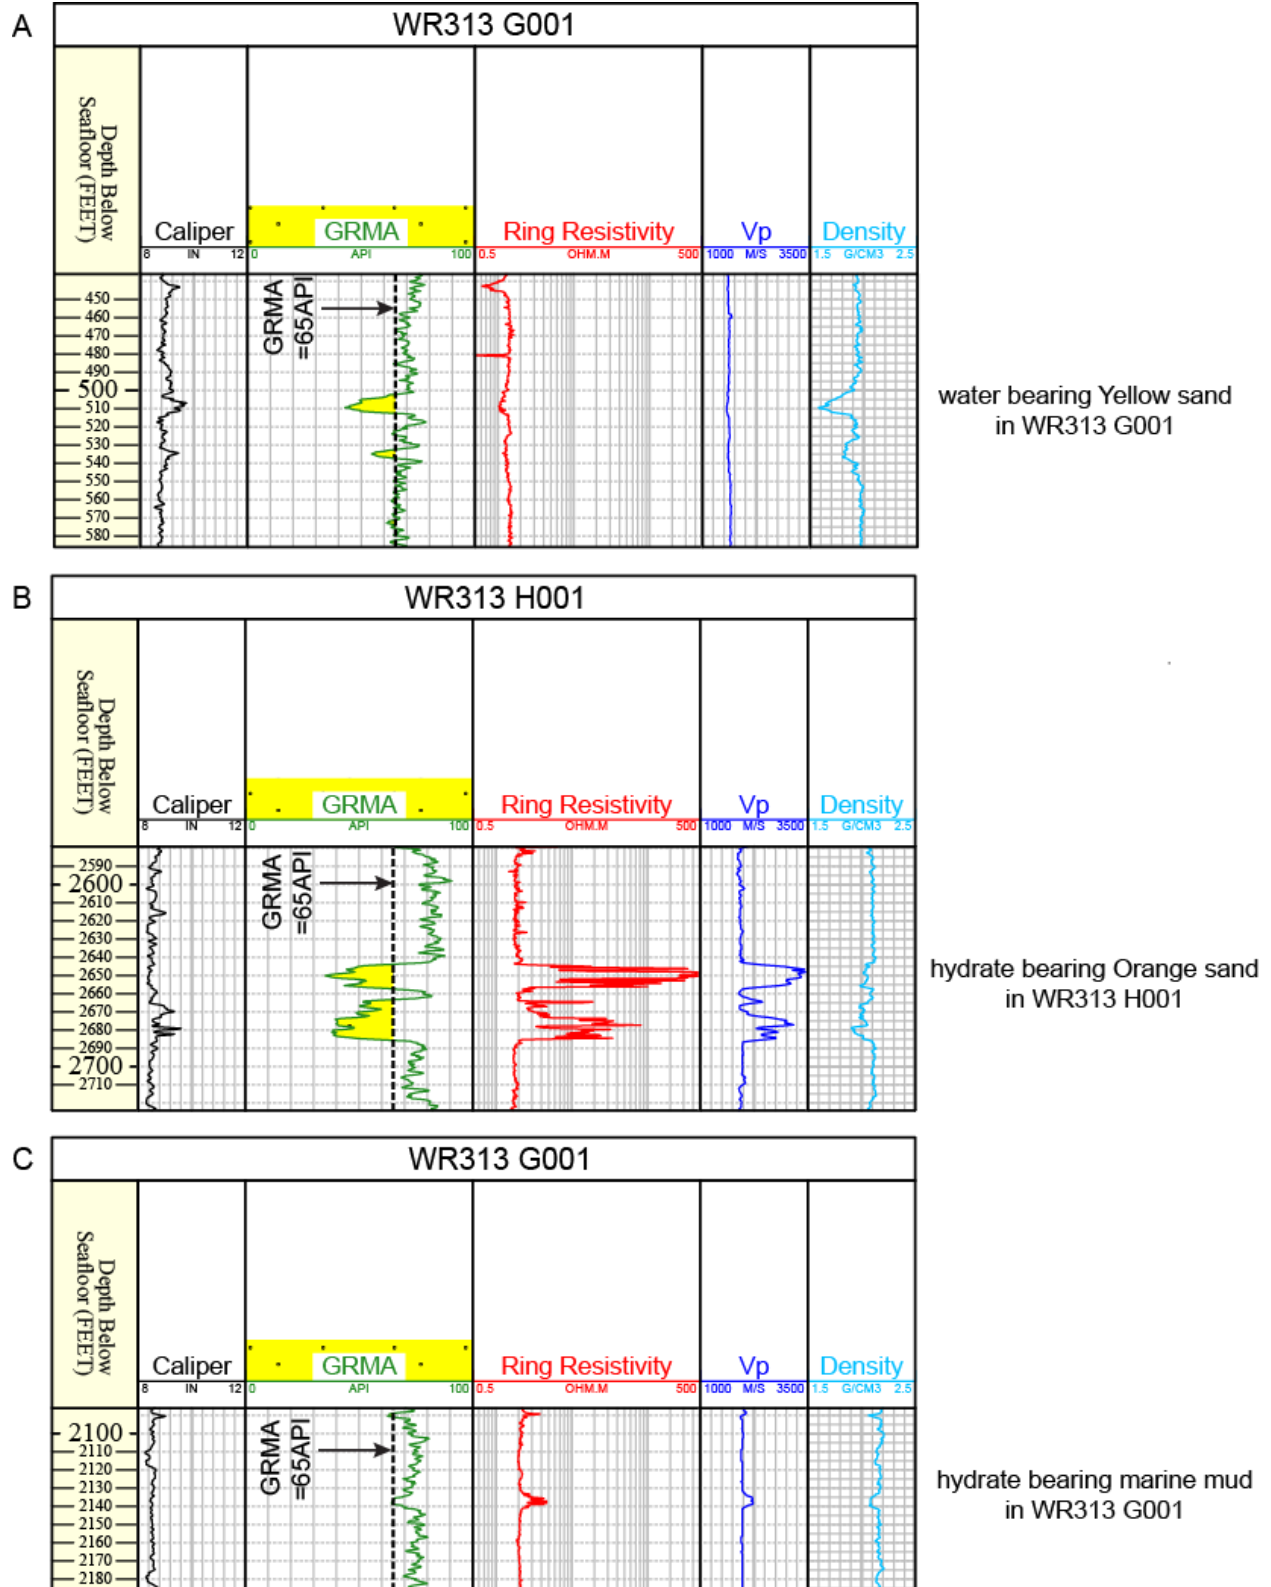 A
WR313 G001
Depth Below
Seafloor (FEET)
Caliper
8 IN 12
GRMA
0 API 100
Ring Resistivity
0.5 OHM.M 500
Vp
1000 M/S 3500
Density
1.5 G/CM3 2.5
GRMA
=65API
450
460
470
480
490
500
510
520
530
540
550
560
570
580
water bearing Yellow sand
in WR313 G001
B
WR313 H001
Depth Below
Seafloor (FEET)
Caliper
8 IN 12
GRMA
0 API 100
Ring Resistivity
0.5 OHM.M 500
Vp
1000 M/S 3500
Density
1.5 G/CM3 2.5
GRMA
=65API
2590
2600
2610
2620
2630
2640
2650
2660
2670
2680
2690
2700
2710
hydrate bearing Orange sand
in WR313 H001
C
WR313 G001
Depth Below
Seafloor (FEET)
Caliper
8 IN 12
GRMA
0 API 100
Ring Resistivity
0.5 OHM.M 500
Vp
1000 M/S 3500
Density
1.5 G/CM3 2.5
GRMA
=65API
2100
2110
2120
2130
2140
2150
2160
2170
2180
hydrate bearing marine mud
in WR313 G001